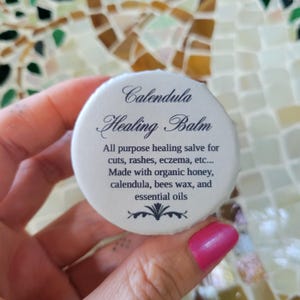 Calendula
Healing Balm
All purpose healing salve for
cuts, rashes, eczema, etc...
Made with organic honey,
calendula, bees wax, and
essential oils